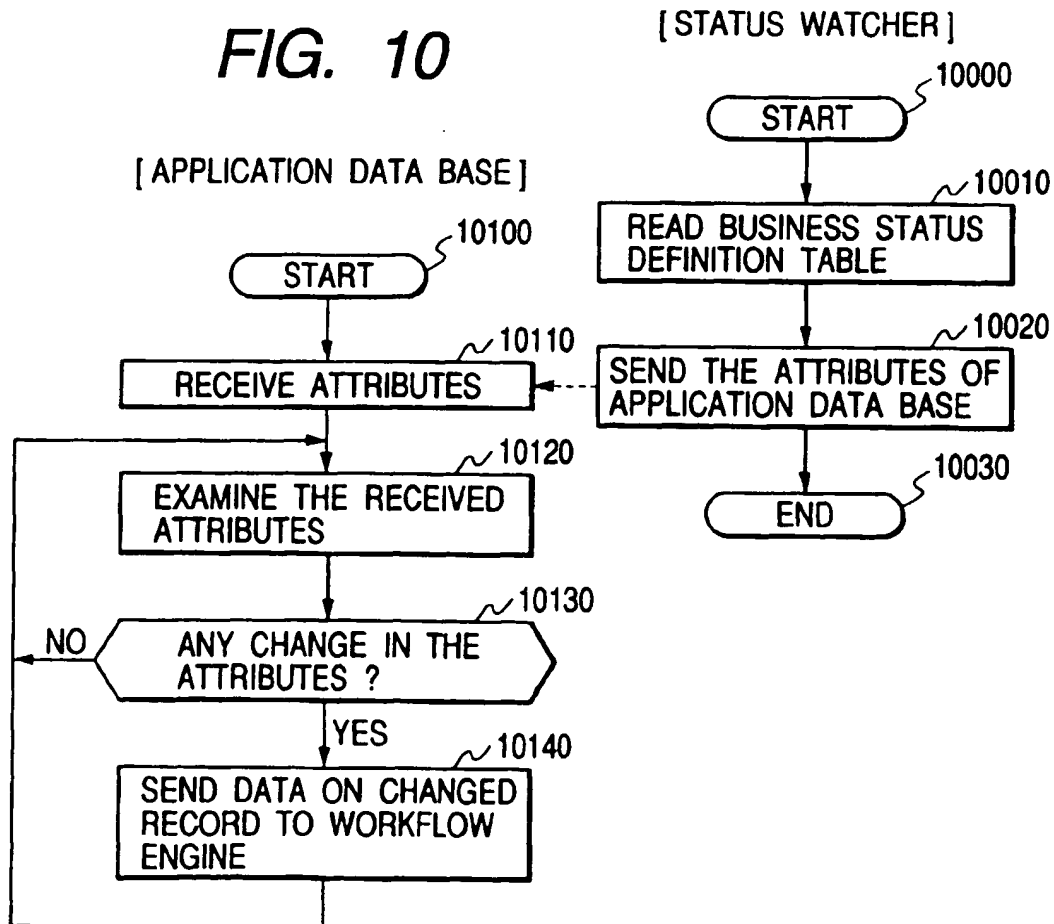 FIG. 10
[STATUS WATCHER]
10000
START
10010
READ BUSINESS STATUS
DEFINITION TABLE
10020
SEND THE ATTRIBUTES OF
APPLICATION DATA BASE
10030
END
[APPLICATION DATA BASE]
10100
START
10110
RECEIVE ATTRIBUTES
10120
EXAMINE THE RECEIVED
ATTRIBUTES
10130
ANY CHANGE IN THE
ATTRIBUTES ?
NO
YES
10140
SEND DATA ON CHANGED
RECORD TO WORKFLOW
ENGINE